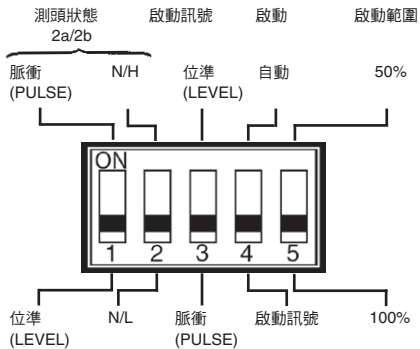 測頭狀態 啟動訊號 啟動 啟動範圍
2a/2b
脈衝 N/H 位準 自動 50%
(PULSE) (LEVEL)
ON
1 2 3 4 5
位準 N/L 脈衝 啟動訊號 100%
(LEVEL) (PULSE)